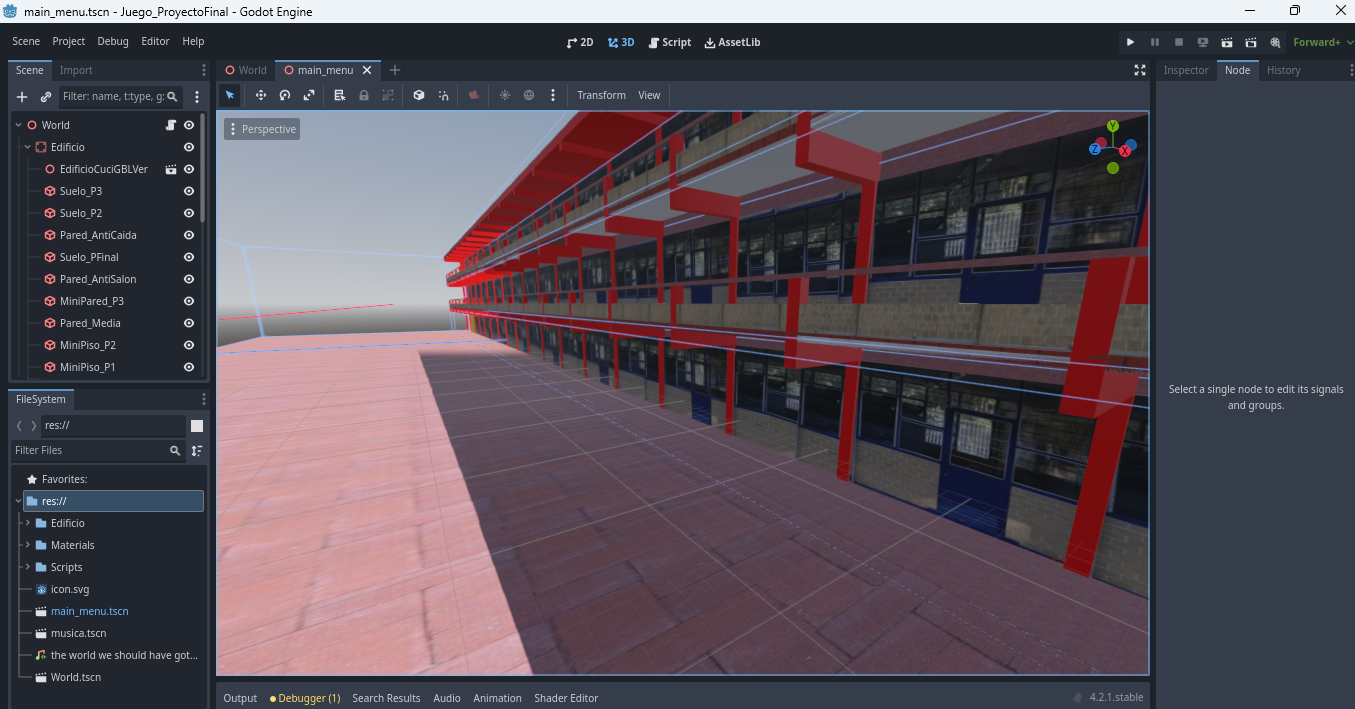 main_menu.tscn - Juego_ProyectoFinal - Godot Engine
Scene Project Debug Editor Help
2D 3D Script AssetLib
Forward+
Scene Import
World main_menu
Inspector Node History
Filter: name, t:type, g:
Transform View
World
Perspective
Y
Z X
Edificio
EdificioCuciGBLVer
Suelo_P3
Suelo_P2
Pared_AntiCaida
Suelo_PFinal
Pared_AntiSalon
MiniPared_P3
Pared_Media
MiniPiso_P2
MiniPiso_P1
Select a single node to edit its signals
and groups.
FileSystem
res://
Filter Files
Favorites:
res://
Edificio
Materials
Scripts
icon.svg
main_menu.tscn
musica.tscn
the world we should have got...
World.tscn
Output Debugger (1) Search Results Audio Animation Shader Editor
4.2.1.stable